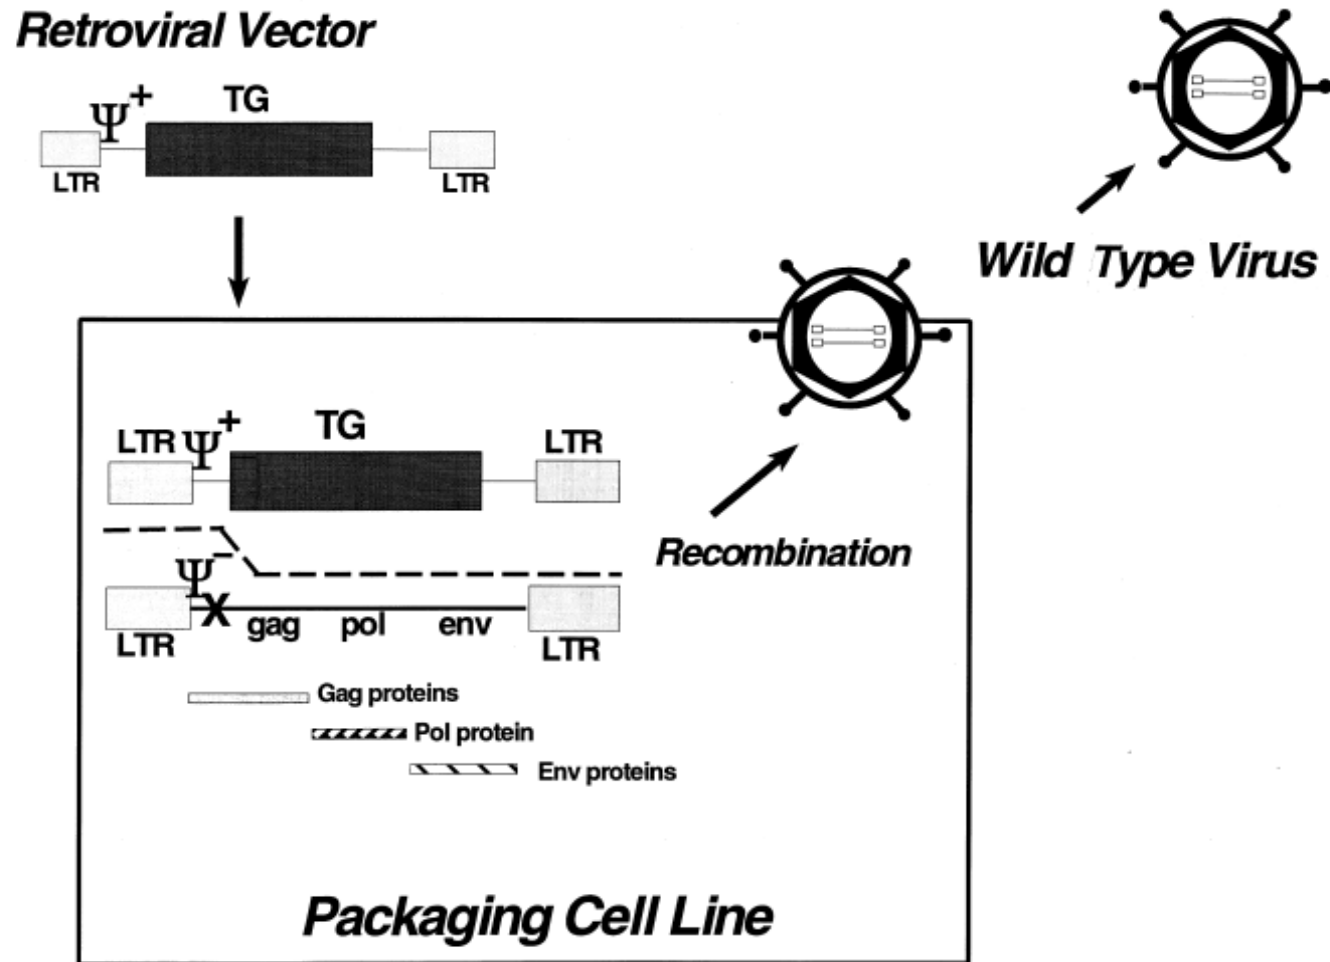 Retroviral Vector
Ψ+ TG
LTR LTR
Wild Type Virus
LTR Ψ+ TG LTR
Recombination
Ψ-
X gag pol env
LTR LTR
Gag proteins
Pol protein
Env proteins
Packaging Cell Line